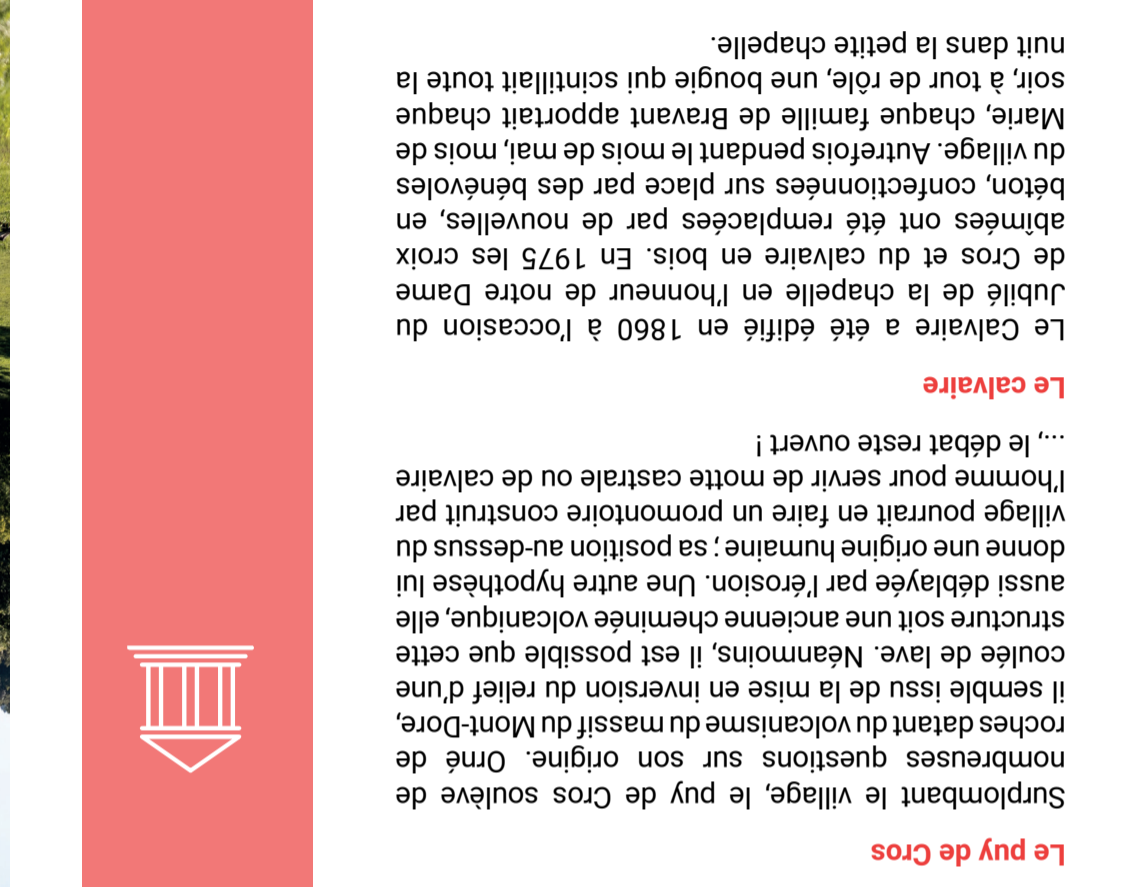 Le puy de Cros
Surplombant le village, le puy de Cros soulève de
nombreuses questions sur son origine. Orné de
roches datant du volcanisme du massif du Mont-Dore,
il semble issu de la mise en inversion du relief d'une
coulée de lave. Néanmoins, il est possible que cette
structure soit une ancienne cheminée volcanique, elle
aussi déblayée par l'érosion. Une autre hypothèse lui
donne une origine humaine ; sa position au-dessus du
village pourrait en faire un promontoire construit par
l'homme pour servir de motte castrale ou de calvaire
..., le débat reste ouvert !
Le calvaire
Le Calvaire a été édifié en 1860 à l'occasion du
Jubilé de la chapelle en l'honneur de notre Dame
de Cros et du calvaire en bois. En 1975 les croix
abîmées ont été remplacées par de nouvelles, en
béton, confectionnées sur place par des bénévoles
du village. Autrefois pendant le mois de mai, mois de
Marie, chaque famille de Bravant apportait chaque
soir, à tour de rôle, une bougie qui scintillait toute la
nuit dans la petite chapelle.